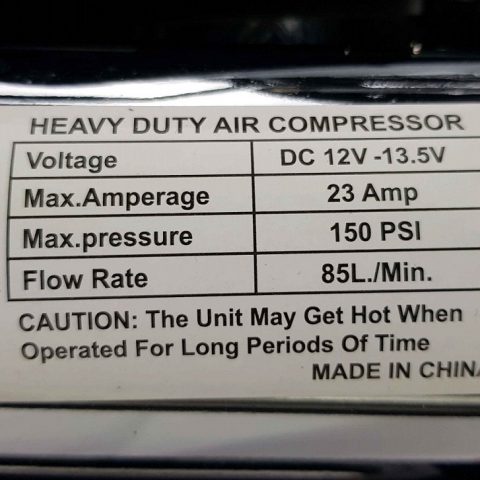 HEAVY DUTY AIR COMPRESSOR
Voltage DC 12V -13.5V
Max.Amperage 23 Amp
Max.pressure 150 PSI
Flow Rate 85L./Min.
CAUTION: The Unit May Get Hot When
Operated For Long Periods Of Time
MADE IN CHINA